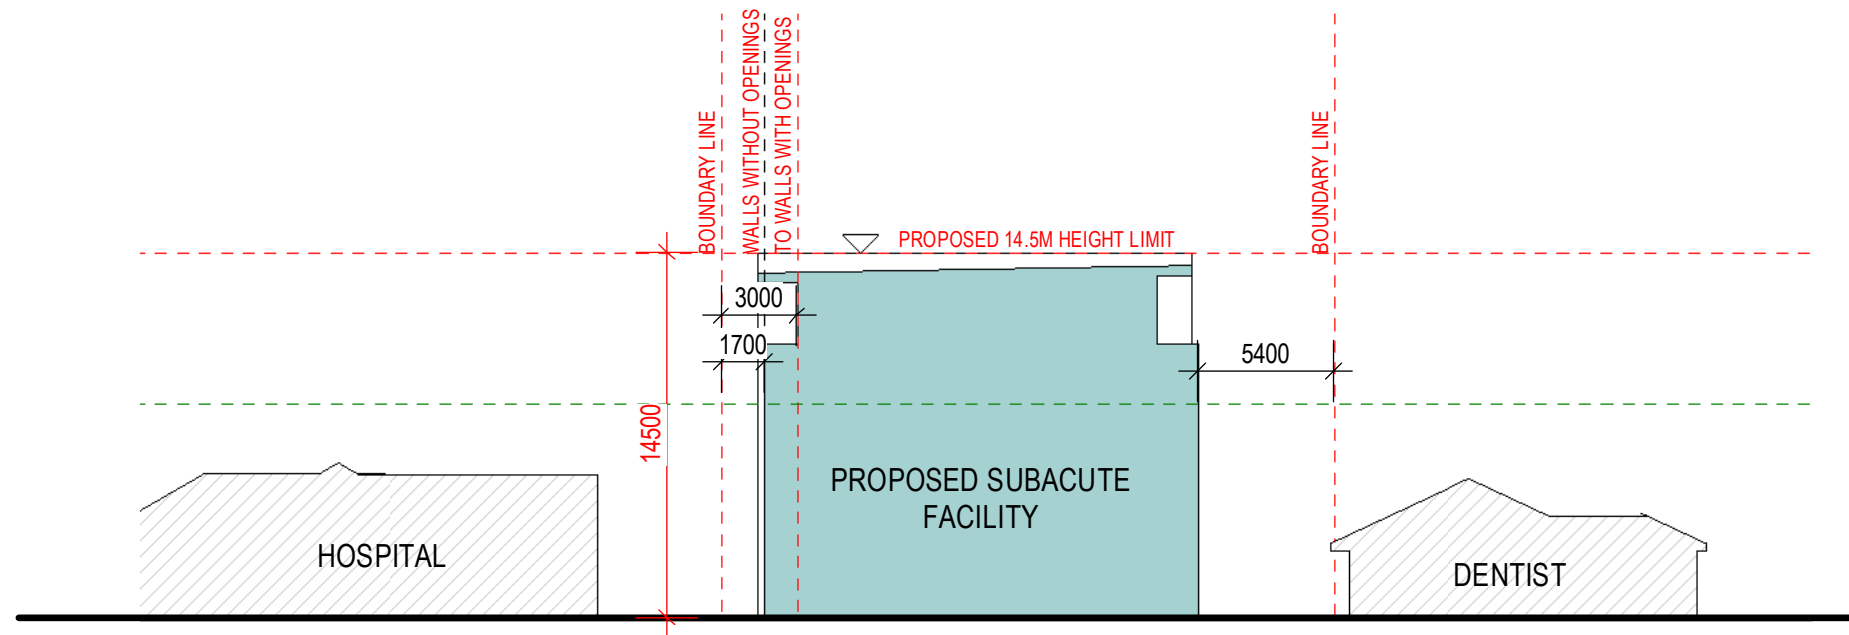 BOUNDARY LINE
WALLS WITHOUT OPENINGS
TO WALLS WITH OPENINGS
BOUNDARY LINE
PROPOSED 14.5M HEIGHT LIMIT
3000
1700
5400
14500
PROPOSED SUBACUTE
FACILITY
HOSPITAL
DENTIST